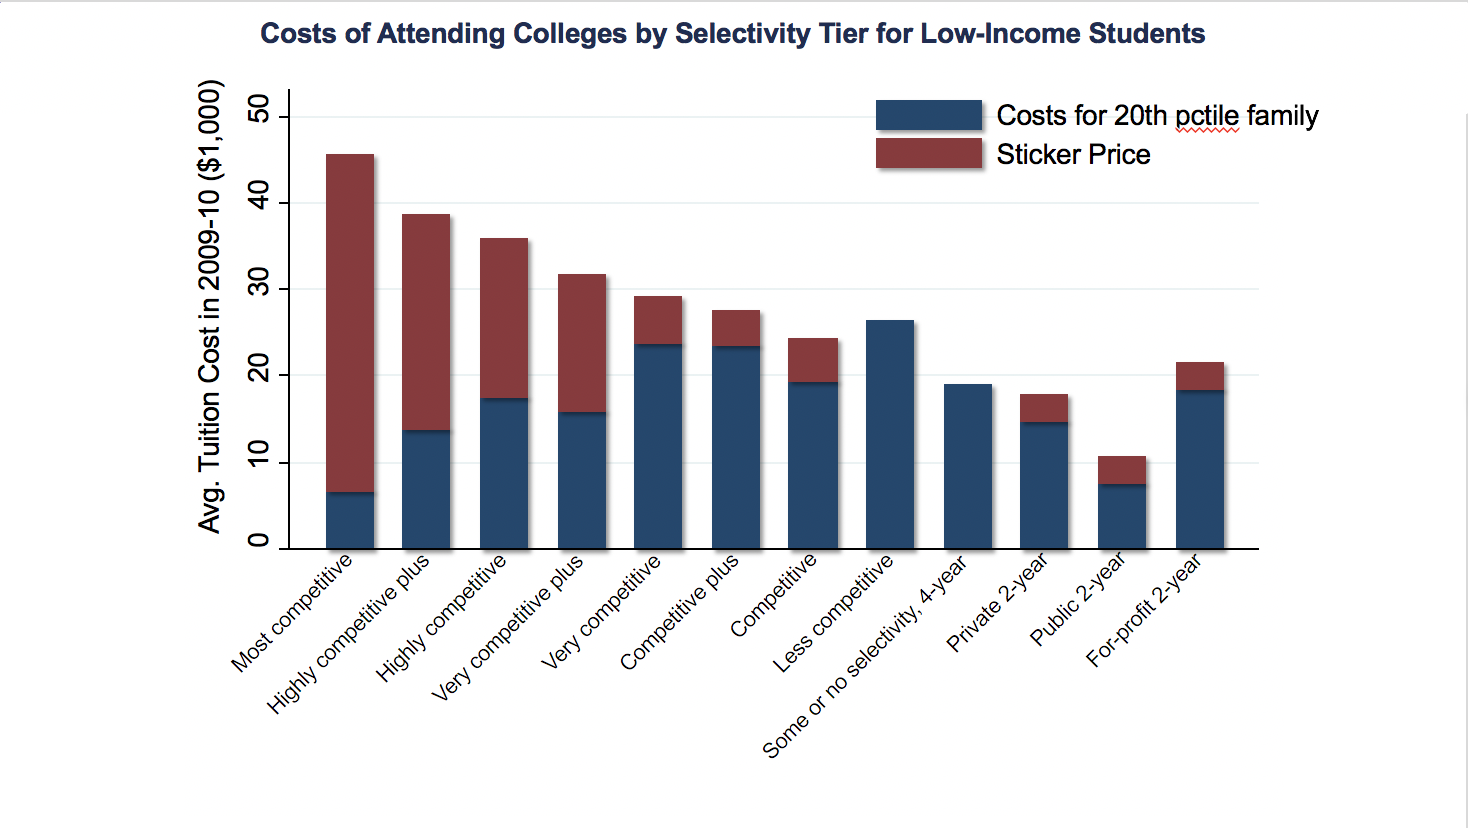 Costs of Attending Colleges by Selectivity Tier for Low-Income Students
Costs for 20th pctile family
Sticker Price
Avg. Tuition Cost in 2009-10 ($1,000)
50
40
30
20
10
0
Most competitive
Highly competitive plus
Highly competitive
Very competitive plus
Very competitive
Competitive plus
Competitive
Less competitive
Some or no selectivity, 4-year
Private 2-year
Public 2-year
For-profit 2-year